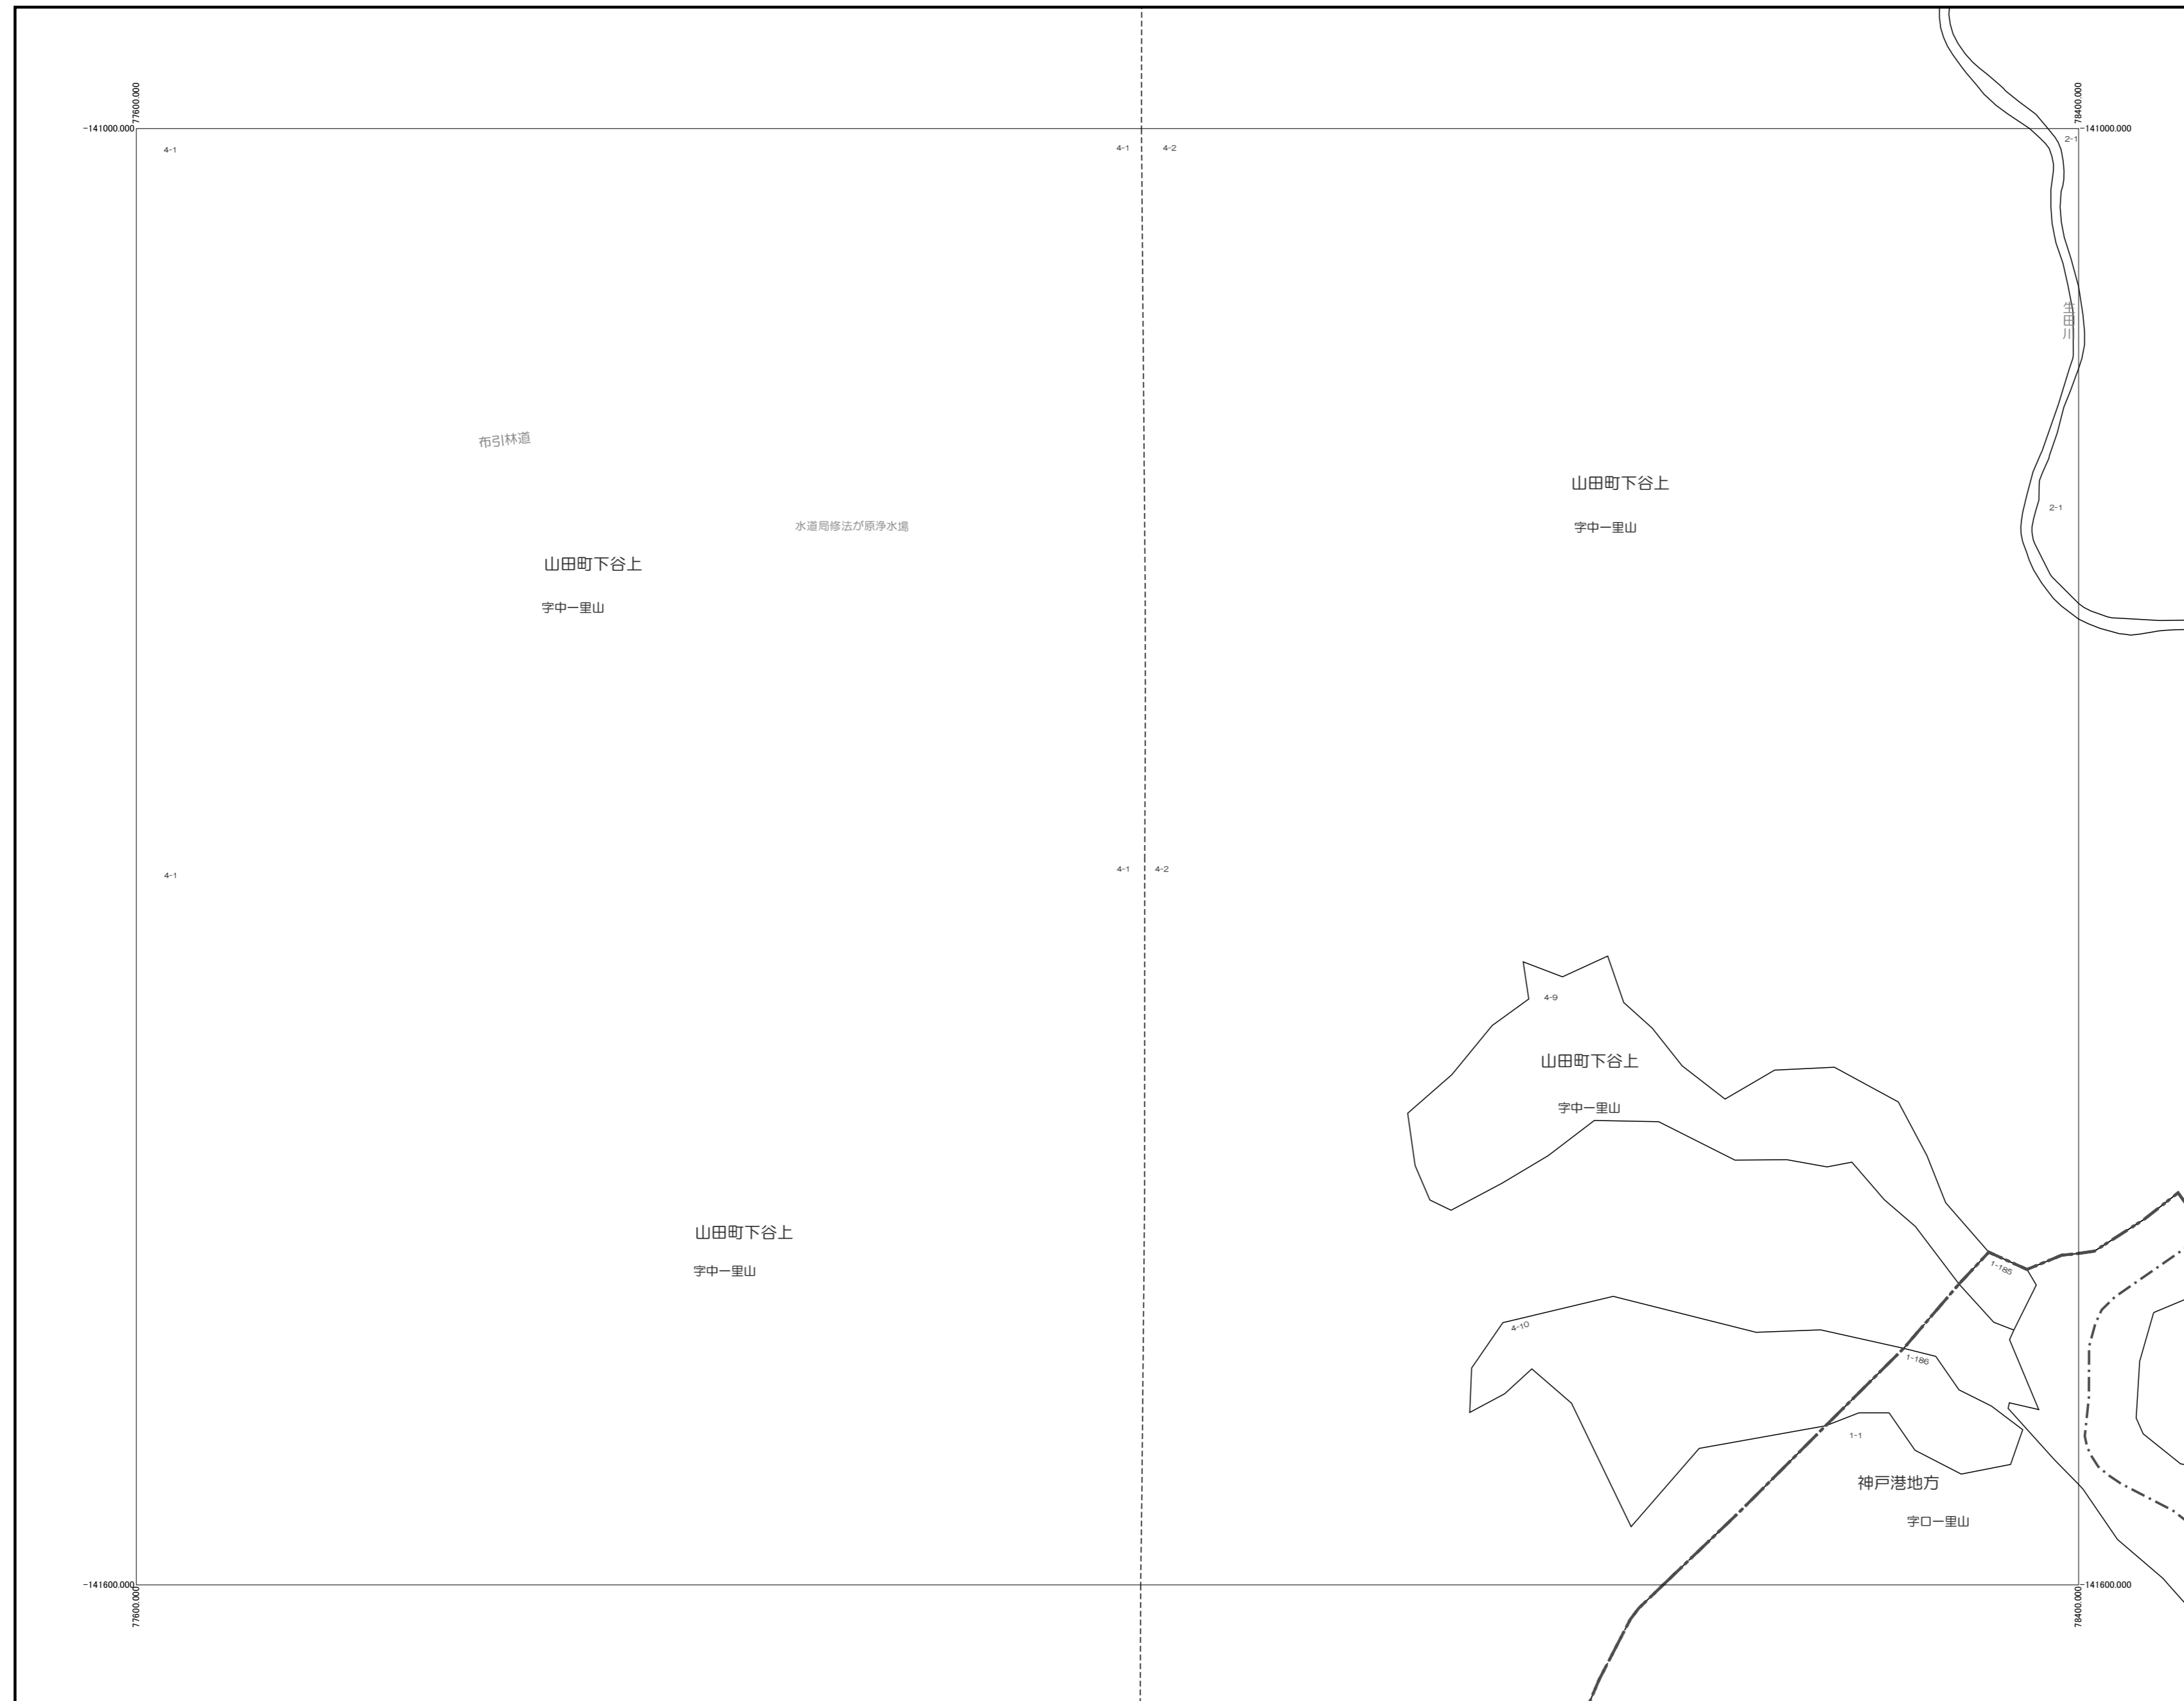 77600.000
78400.000
-141000.000
-141000.000
4-1
4-1
4-2
2-1
生田川
布引林道
山田町下谷上
字中一里山
2-1
水道局修法が原浄水場
山田町下谷上
字中一里山
4-1
4-1
4-2
4-9
山田町下谷上
字中一里山
山田町下谷上
字中一里山
1-185
4-10
1-186
1-1
神戸港地方
字口一里山
-141600.000
-141600.000
77600.000
78400.000